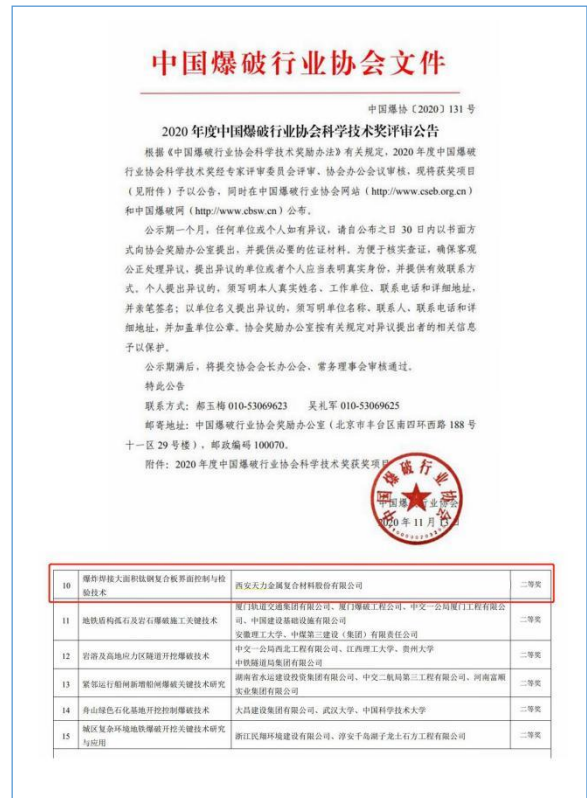 中国爆破行业协会文件
中国爆协〔2020〕131 号
2020 年度中国爆破行业协会科学技术奖评审公告
根据《中国爆破行业协会科学技术奖励办法》有关规定，2020 年度中国爆破
行业协会科学技术奖经专家评审委员会评审、协会办公会议审核，现将获奖项目
（见附件）予以公告，同时在中国爆破行业协会网站（http://www.cseb.org.cn）
和中国爆破网（http://www.cbsw.cn）公布。
公示期一个月，任何单位或个人如有异议，请自公布之日 30 日内以书面方
式向协会奖励办公室提出，并提供必要的佐证材料。为便于核实查证，确保客观
公正处理异议，提出异议的单位或者个人应当表明真实身份，并提供有效联系方
式。个人提出异议的，须写明本人真实姓名、工作单位、联系电话和详细地址，
并亲笔签名；以单位名义提出异议的，须写明单位名称、联系人、联系电话和详
细地址，并加盖单位公章。协会奖励办公室按有关规定对异议提出者的相关信息
予以保护。
公示期满后，将提交协会会长办公会、常务理事会审核通过。
特此公告
联系方式：郝玉梅 010-53069623 吴礼军 010-53069625
邮寄地址：中国爆破行业协会奖励办公室（北京市丰台区南四环西路 188 号
十一区 29 号楼），邮政编码 100070。
附件：2020 年度中国爆破行业协会科学技术奖获奖项目
中国爆破行业协会
2020 年 11 月 13 日
10 爆炸焊接大面积钛钢复合板界面控制与检 西安天力金属复合材料股份有限公司 二等奖
验技术
11 地铁盾构孤石及岩石爆破施工关键技术 厦门轨道交通集团有限公司、厦门爆破工程公司、中交一公局厦门工程有限公 二等奖
司、中国建设基础设施有限公司
安徽理工大学、中煤第三建设（集团）有限责任公司
12 岩溶及高地应力区隧道开挖爆破技术 中交一公局西北工程有限公司、江西理工大学、贵州大学 二等奖
中铁隧道局集团有限公司
13 紧邻运行船闸新增船闸爆破关键技术研究 湖南省水运建设投资集团有限公司、中交二航局第三工程有限公司、河南富顺 二等奖
实业集团有限公司
14 舟山绿色石化基地开挖控制爆破技术 大昌建设集团有限公司、武汉大学、中国科学技术大学 二等奖
15 城区复杂环境地铁爆破开挖关键技术研究 浙江民翔环境建设有限公司、淳安千岛湖子龙土石方工程有限公司 二等奖
与应用